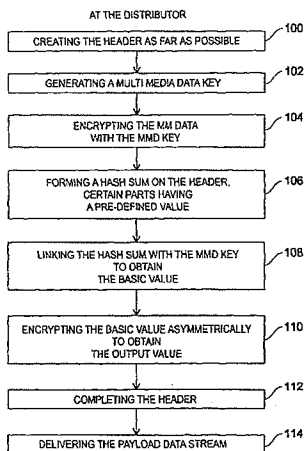 AT THE DISTRIBUTOR
100
CREATING THE HEADER AS FAR AS POSSIBLE
102
GENERATING A MULTI MEDIA DATA KEY
104
ENCRYPTING THE MM DATA
WITH THE MMD KEY
106
FORMING A HASH SUM ON THE HEADER,
CERTAIN PARTS HAVING
A PRE-DEFINED VALUE
108
LINKING THE HASH SUM WITH THE MMD KEY
TO OBTAIN
THE BASIC VALUE
110
ENCRYPTING THE BASIC VALUE ASYMMETRICALLY
TO OBTAIN
THE OUTPUT VALUE
112
COMPLETING THE HEADER
114
DELIVERING THE PAYLOAD DATA STREAM